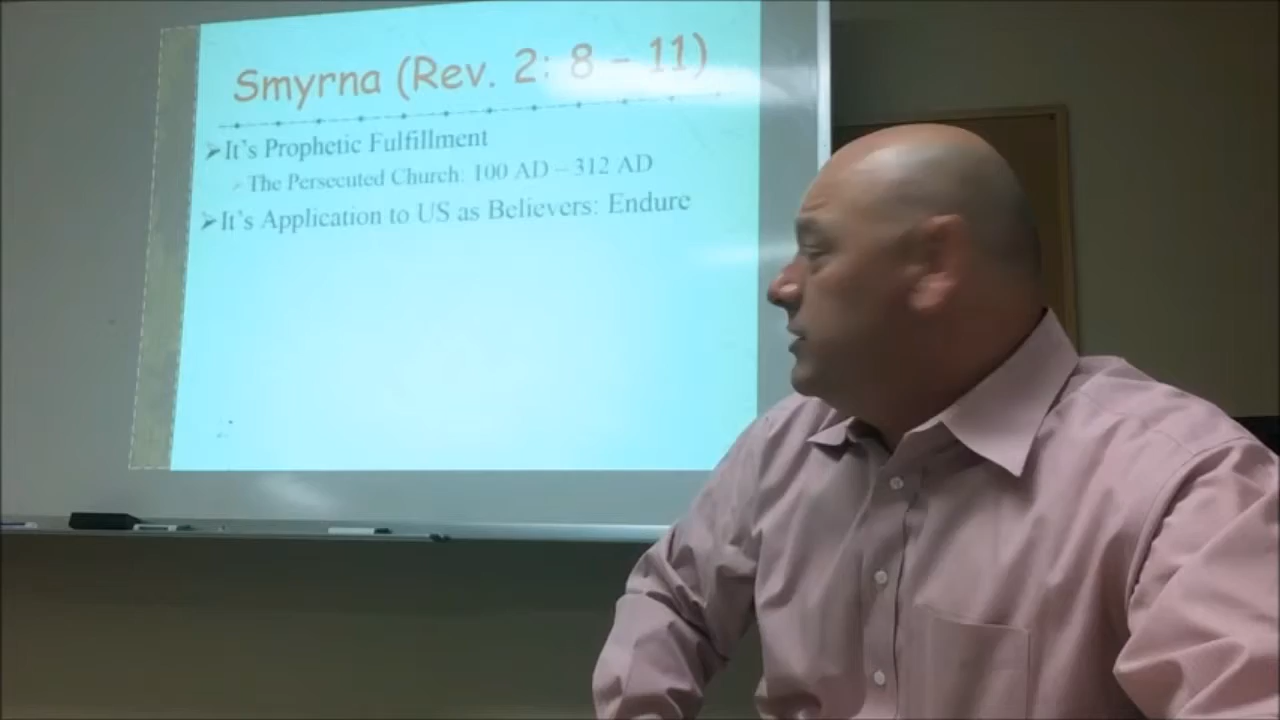 Smyrna (Rev. 2: 8 - 11)
It's Prophetic Fulfillment
The Persecuted Church: 100 AD – 312 AD
It's Application to US as Believers: Endure